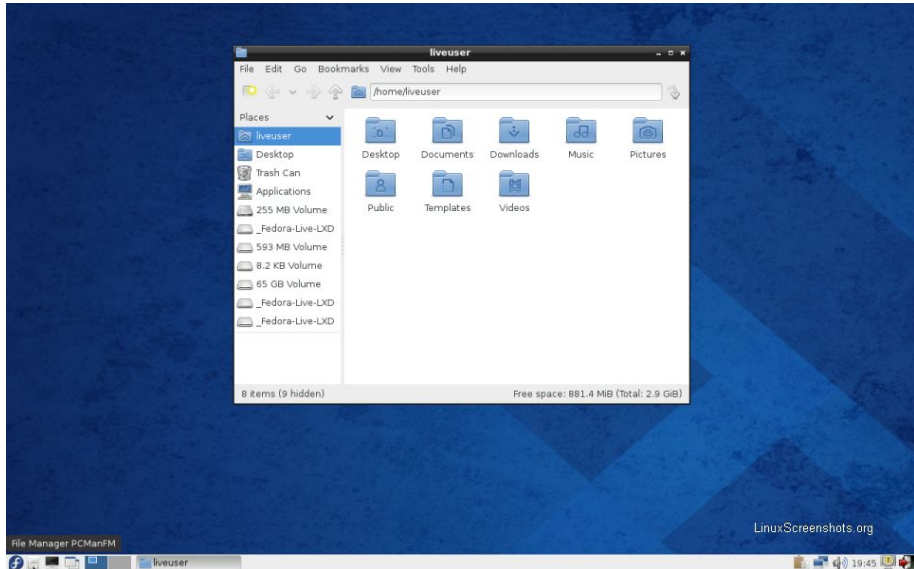 liveuser
File Edit Go Bookmarks View Tools Help
/home/liveuser
Places
liveuser
Desktop
Trash Can
Applications
255 MB Volume
_Fedora-Live-LXD
593 MB Volume
8.2 KB Volume
65 GB Volume
_Fedora-Live-LXD
_Fedora-Live-LXD
Desktop Documents Downloads Music Pictures
Public Templates Videos
8 items (9 hidden) Free space: 881.4 MiB (Total: 2.9 GiB)
LinuxScreenshots.org
File Manager PCManFM
liveuser 19:45